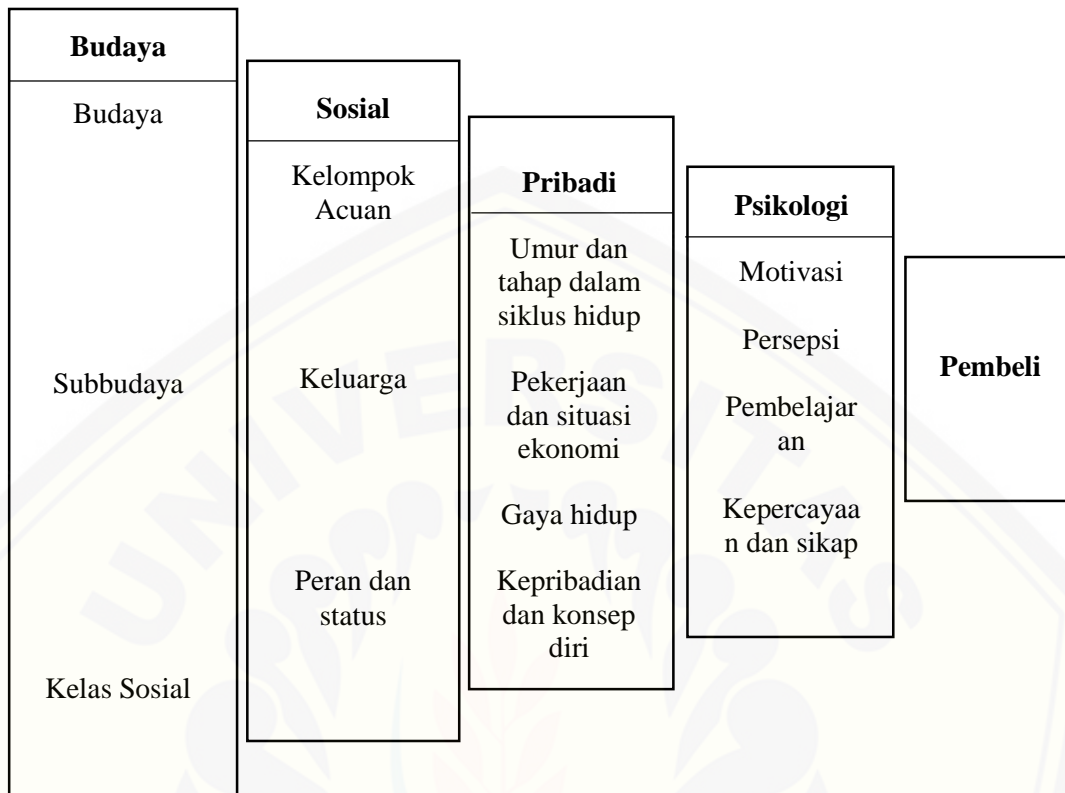 Budaya
Budaya
Subbudaya
Kelas Sosial
Sosial
Kelompok
Acuan
Keluarga
Peran dan
status
Pribadi
Umur dan
tahap dalam
siklus hidup
Pekerjaan
dan situasi
ekonomi
Gaya hidup
Kepribadian
dan konsep
diri
Psikologi
Motivasi
Persepsi
Pembelajar
an
Kepercayaa
n dan sikap
Pembeli
UNIVERSITAS